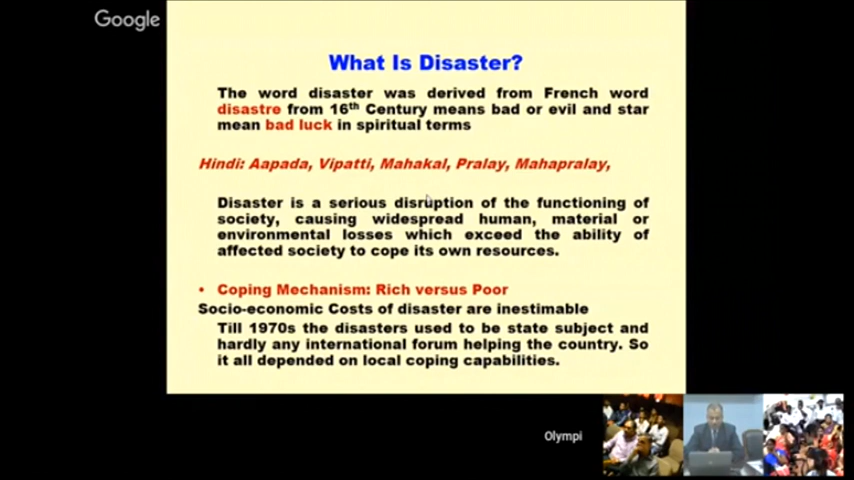 Google
What Is Disaster?
The word disaster was derived from French word
disastre from 16th Century means bad or evil and star
mean bad luck in spiritual terms
Hindi: Aapada, Vipatti, Mahakal, Pralay, Mahapralay,
Disaster is a serious disruption of the functioning of
society, causing widespread human, material or
environmental losses which exceed the ability of
affected society to cope its own resources.
• Coping Mechanism: Rich versus Poor
Socio-economic Costs of disaster are inestimable
Till 1970s the disasters used to be state subject and
hardly any international forum helping the country. So
it all depended on local coping capabilities.
Olympi